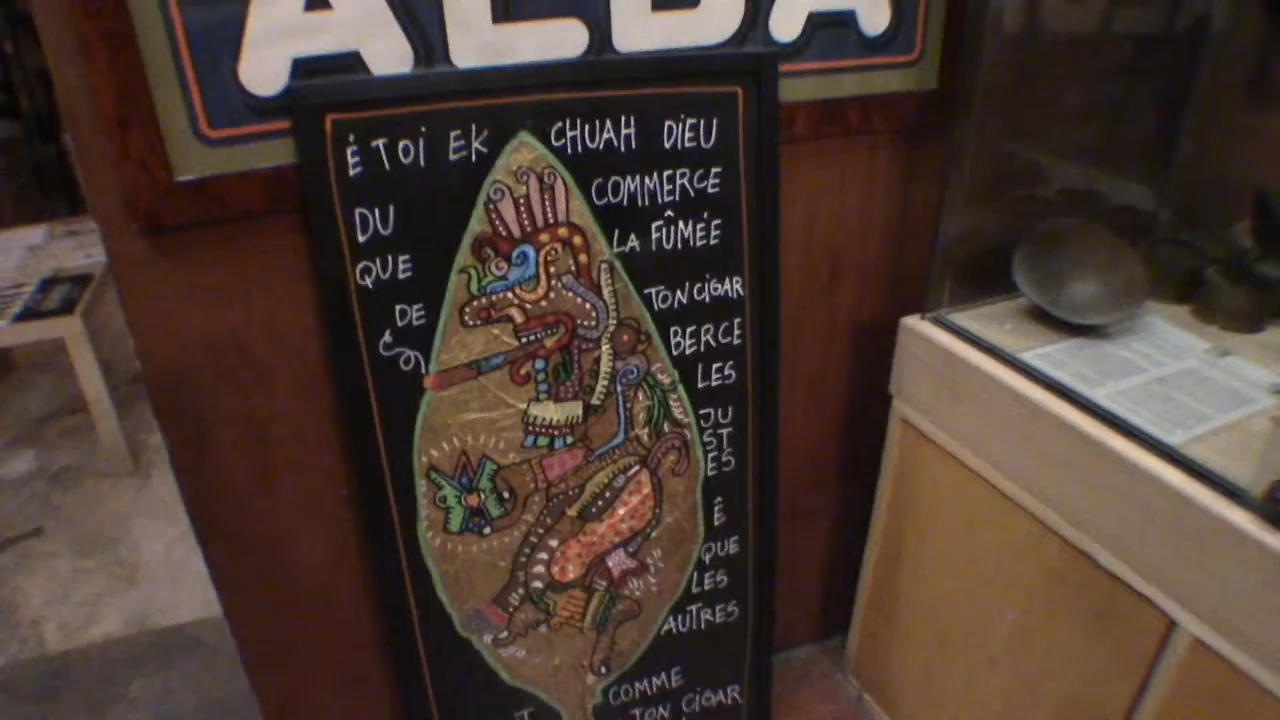 ALBA
É TOI EK CHUAH DIEU
DU COMMERCE
QUE LA FÛMÉE
DE TON CIGAR
BERCE
LES
JU
ST
ES
Ê
QUE
LES
AUTRES
COMME
TON CIGAR